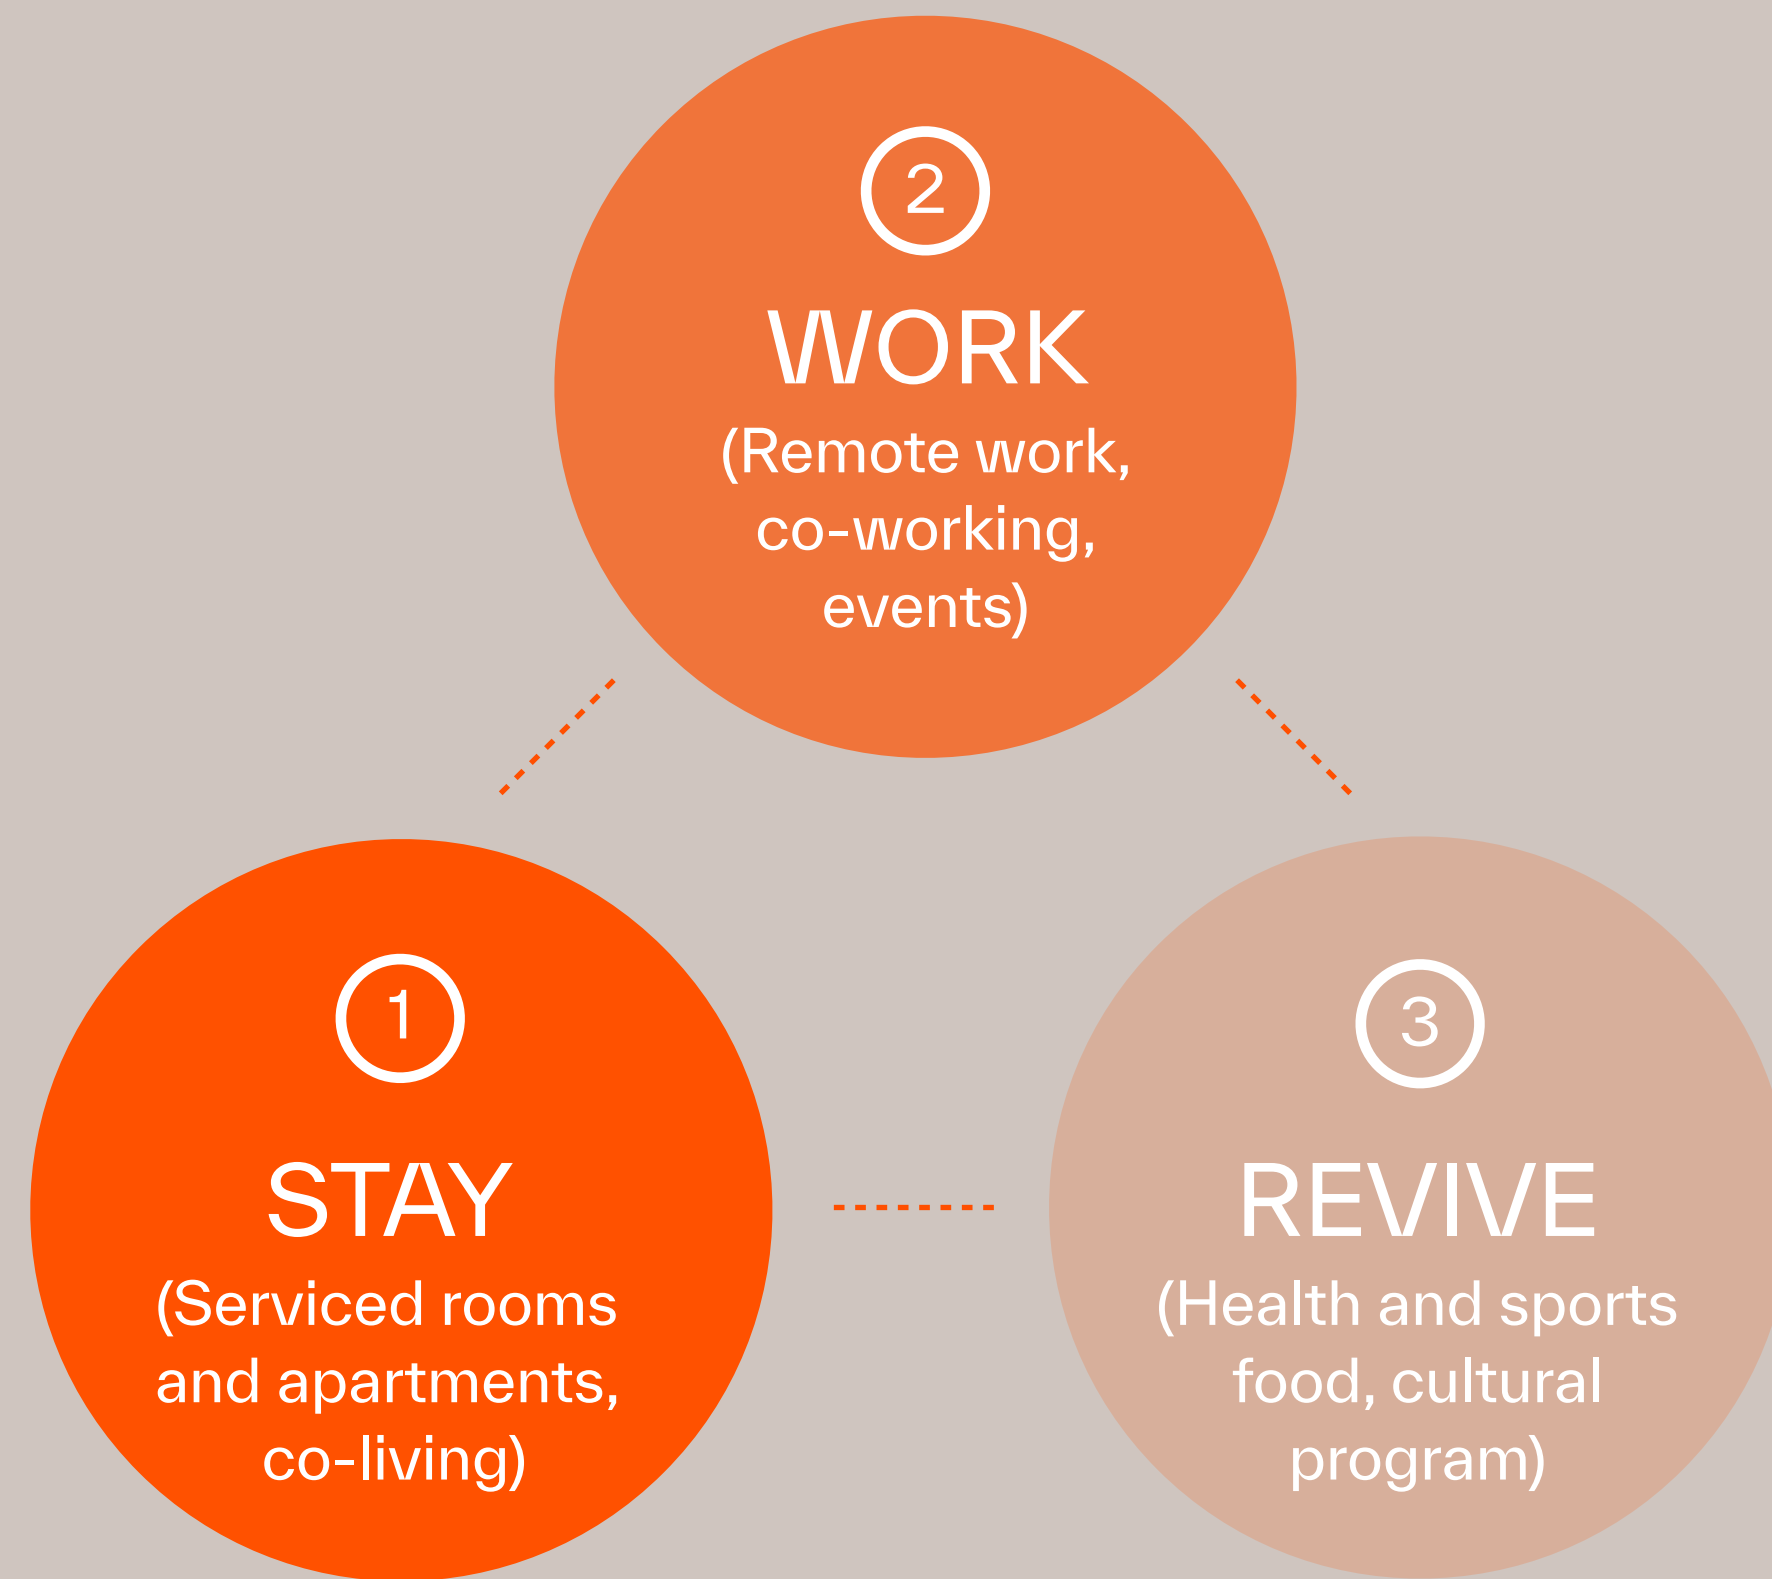 2
WORK
(Remote work,
co-working,
events)
1
STAY
(Serviced rooms
and apartments,
co-living)
3
REVIVE
(Health and sports
food, cultural
program)